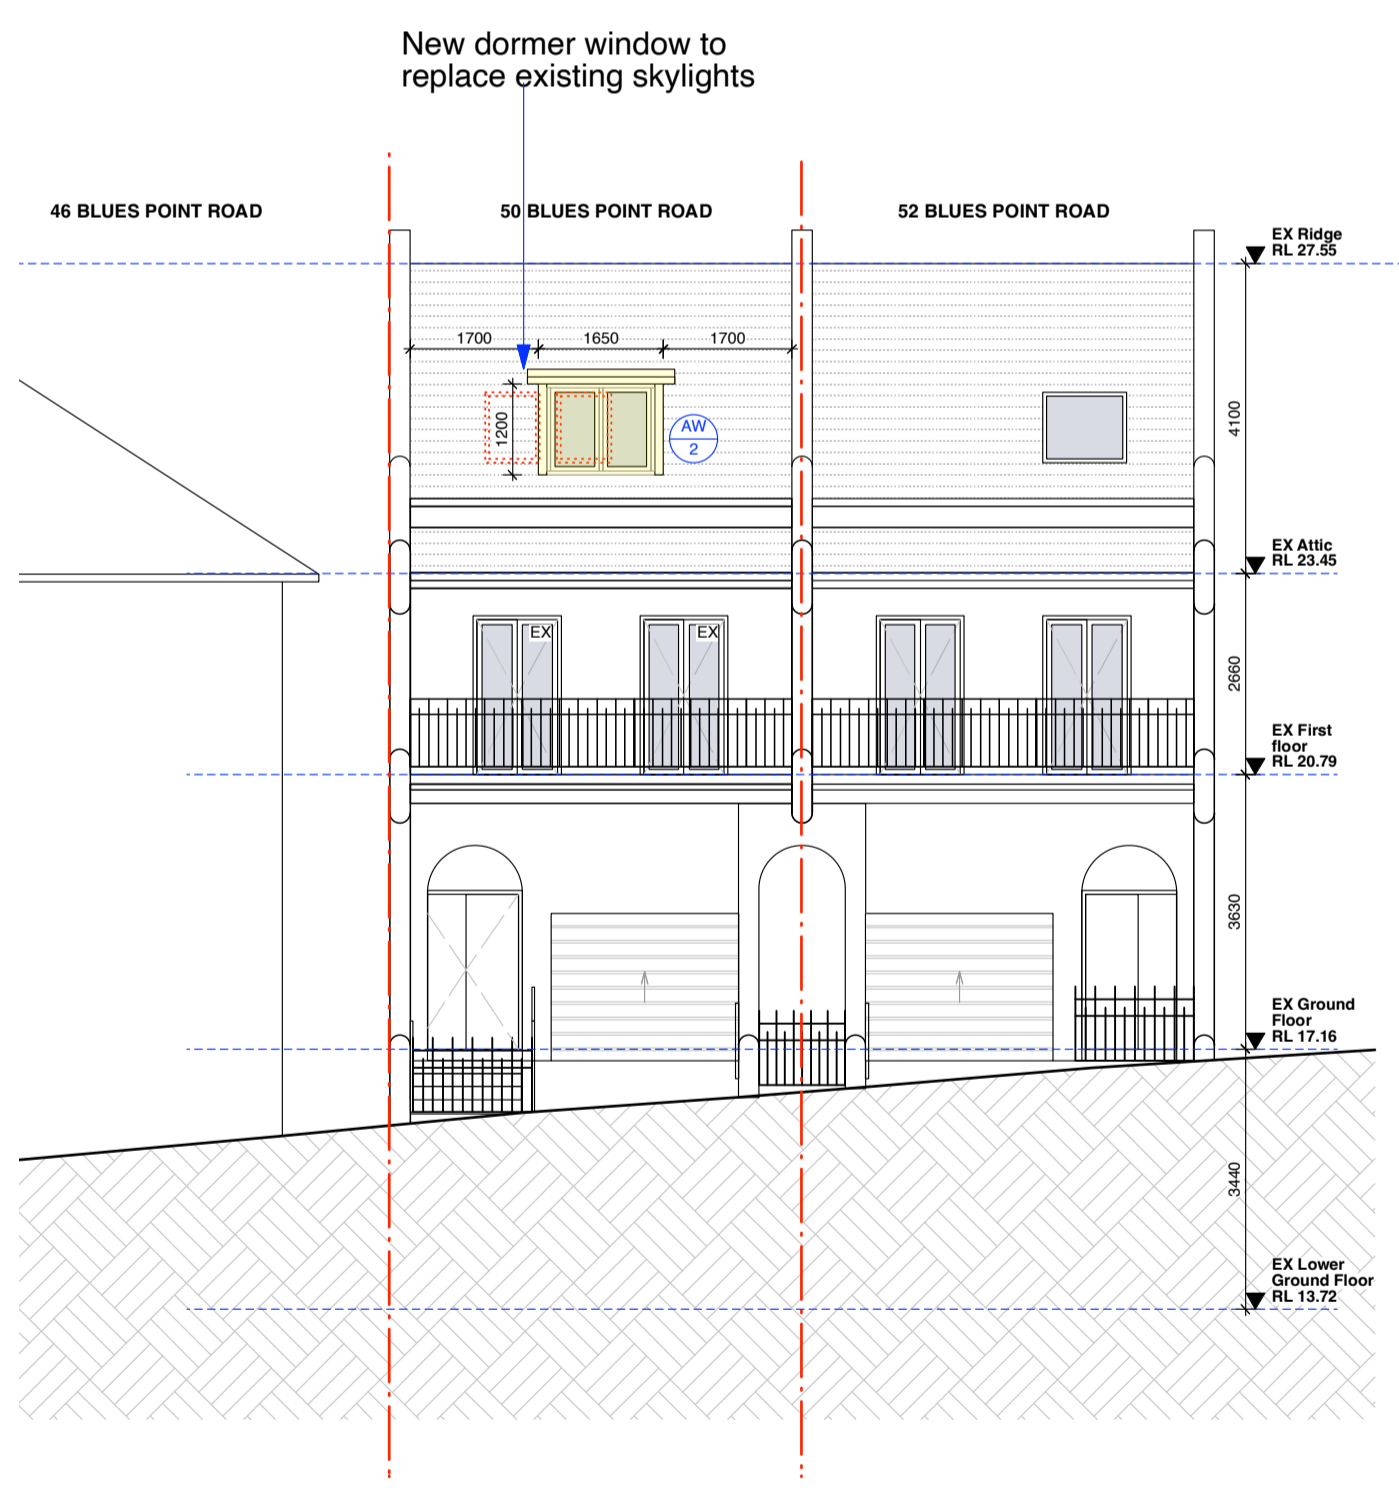 New dormer window to
replace existing skylights
46 BLUES POINT ROAD
50 BLUES POINT ROAD
52 BLUES POINT ROAD
EX Ridge
RL 27.55
1700
1650
1700
1200
AW
2
4100
EX Attic
RL 23.45
EX
EX
2660
EX First
floor
RL 20.79
3630
EX Ground
Floor
RL 17.16
3440
EX Lower
Ground Floor
RL 13.72